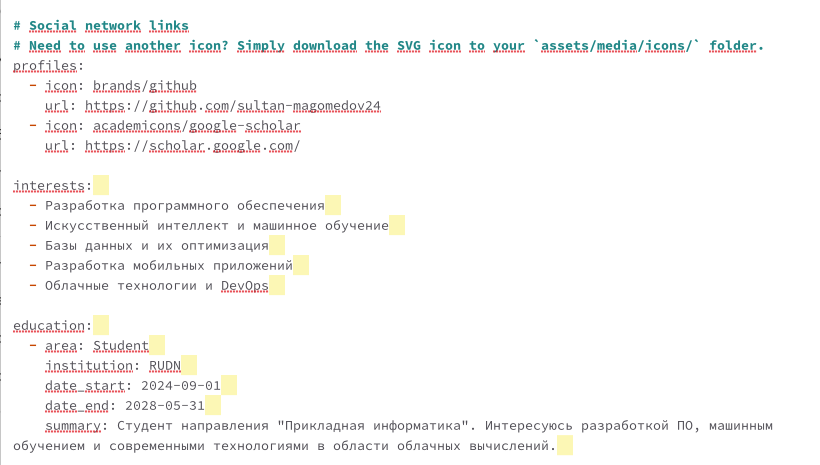 # Social network links
# Need to use another icon? Simply download the SVG icon to your `assets/media/icons/` folder.
profiles:
  - icon: brands/github
    url: https://github.com/sultan-magomedov24
  - icon: academicons/google-scholar
    url: https://scholar.google.com/

interests:
  - Разработка программного обеспечения
  - Искусственный интеллект и машинное обучение
  - Базы данных и их оптимизация
  - Разработка мобильных приложений
  - Облачные технологии и DevOps

education:
  - area: Student
    institution: RUDN
    date_start: 2024-09-01
    date_end: 2028-05-31
    summary: Студент направления "Прикладная информатика". Интересуюсь разработкой ПО, машинным
обучением и современными технологиями в области облачных вычислений.